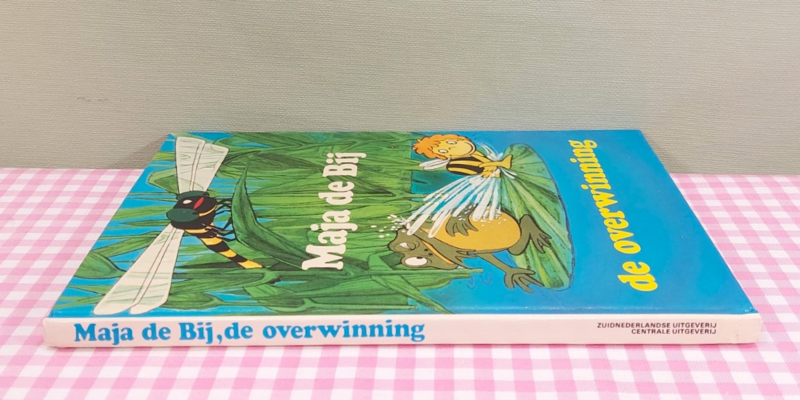 Maja de Bij
de overwinning
Maja de Bij, de overwinning
ZUIDNEDERLANDSE UITGEVERIJ
CENTRALE UITGEVERIJ